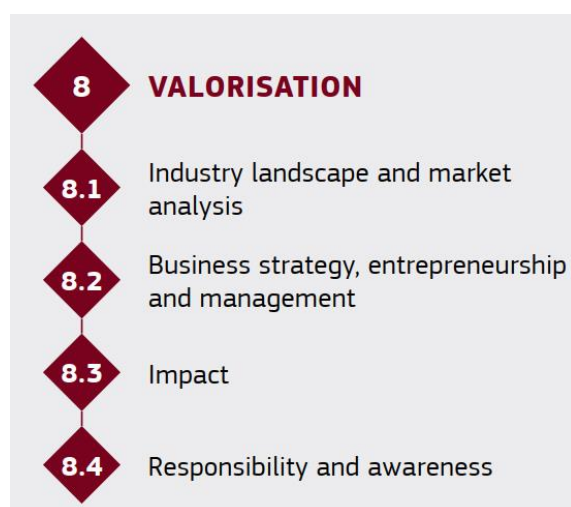 8 VALORISATION
8.1 Industry landscape and market
analysis
8.2 Business strategy, entrepreneurship
and management
8.3 Impact
8.4 Responsibility and awareness